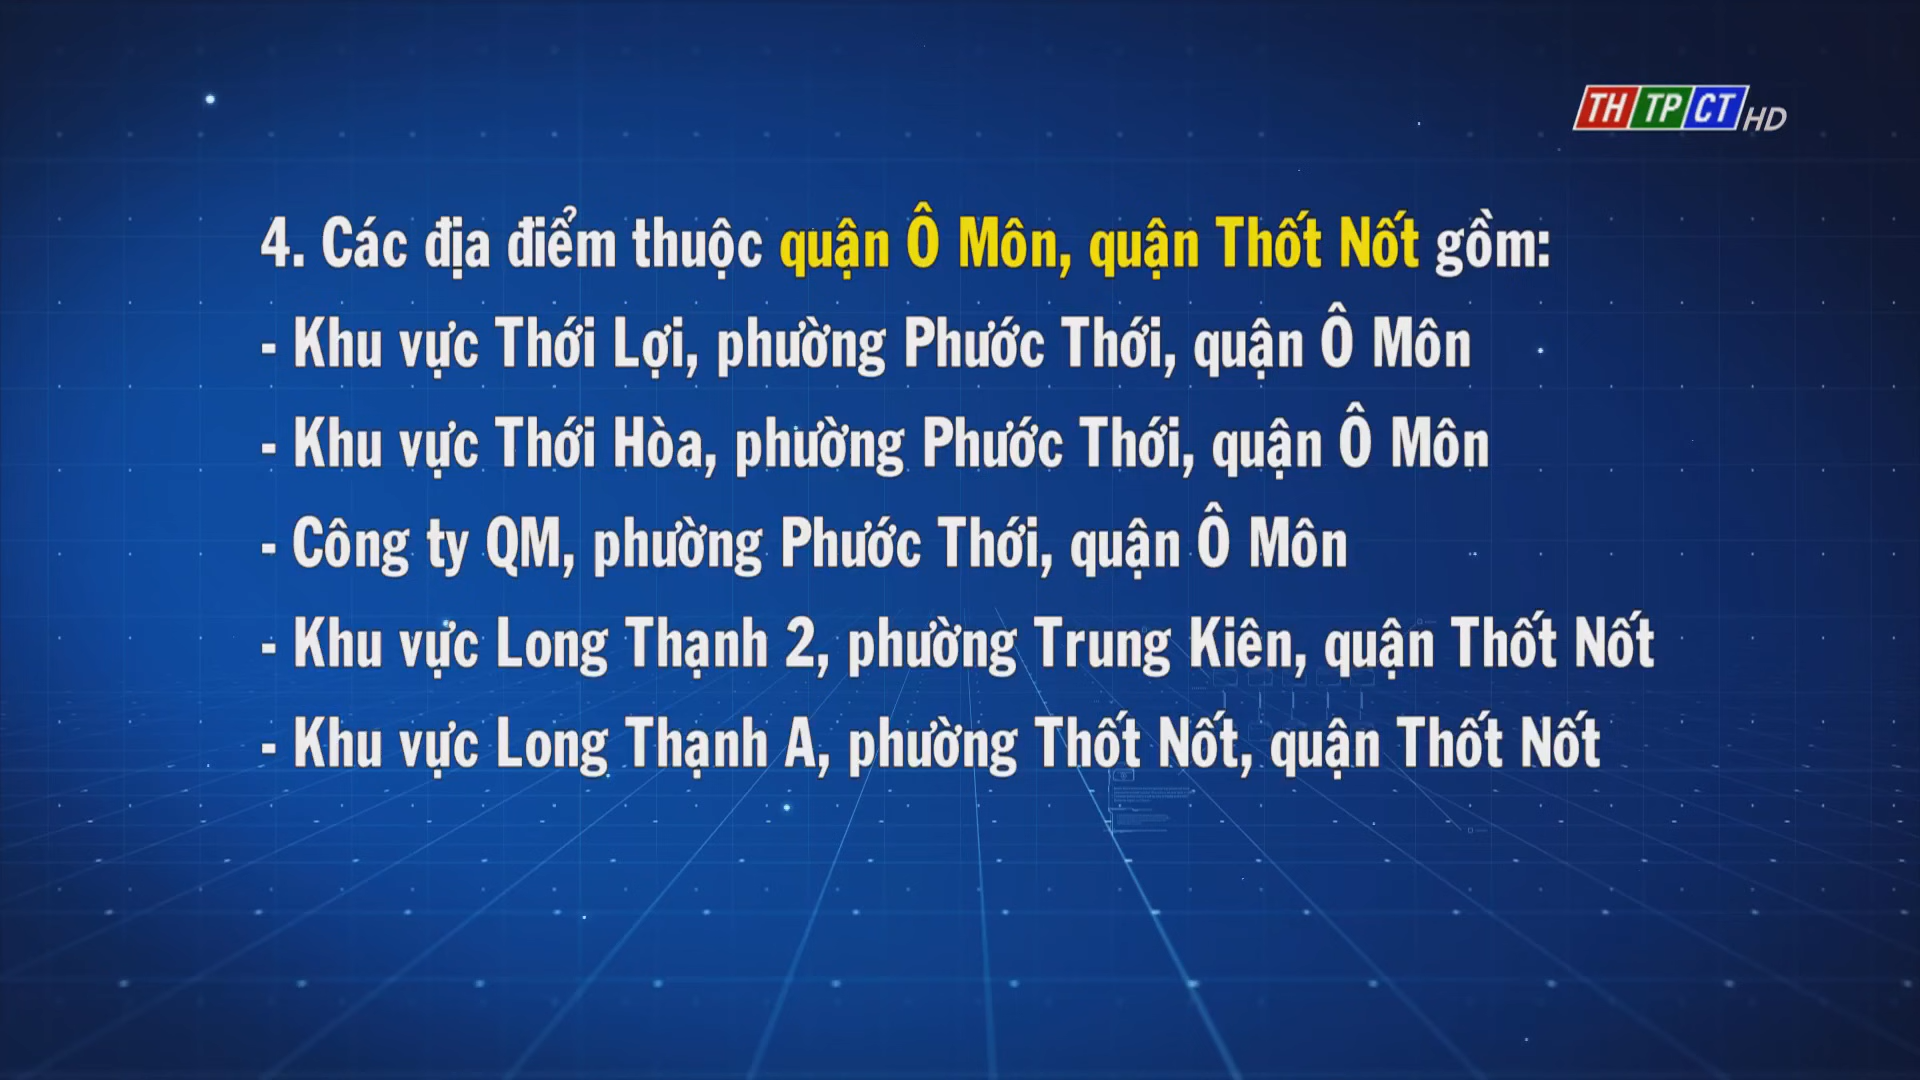 TH TP CT HD
4. Các địa điểm thuộc quận Ô Môn, quận Thốt Nốt gồm:
- Khu vực Thới Lợi, phường Phước Thới, quận Ô Môn
- Khu vực Thới Hòa, phường Phước Thới, quận Ô Môn
- Công ty QM, phường Phước Thới, quận Ô Môn
- Khu vực Long Thạnh 2, phường Trung Kiên, quận Thốt Nốt
- Khu vực Long Thạnh A, phường Thốt Nốt, quận Thốt Nốt